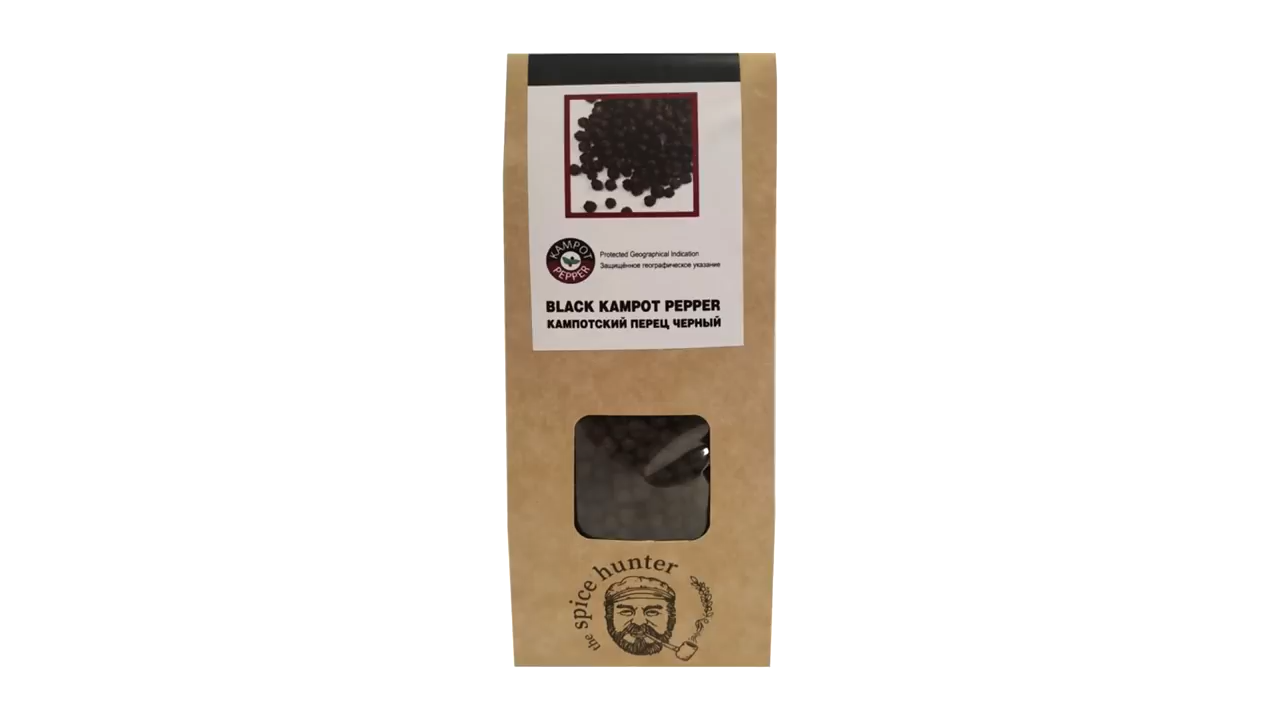 KAMPOT
PEPPER
Protected Geographical Indication
Защищённое географическое указание
BLACK KAMPOT PEPPER
КАМПОТСКИЙ ПЕРЕЦ ЧЕРНЫЙ
the spice hunter